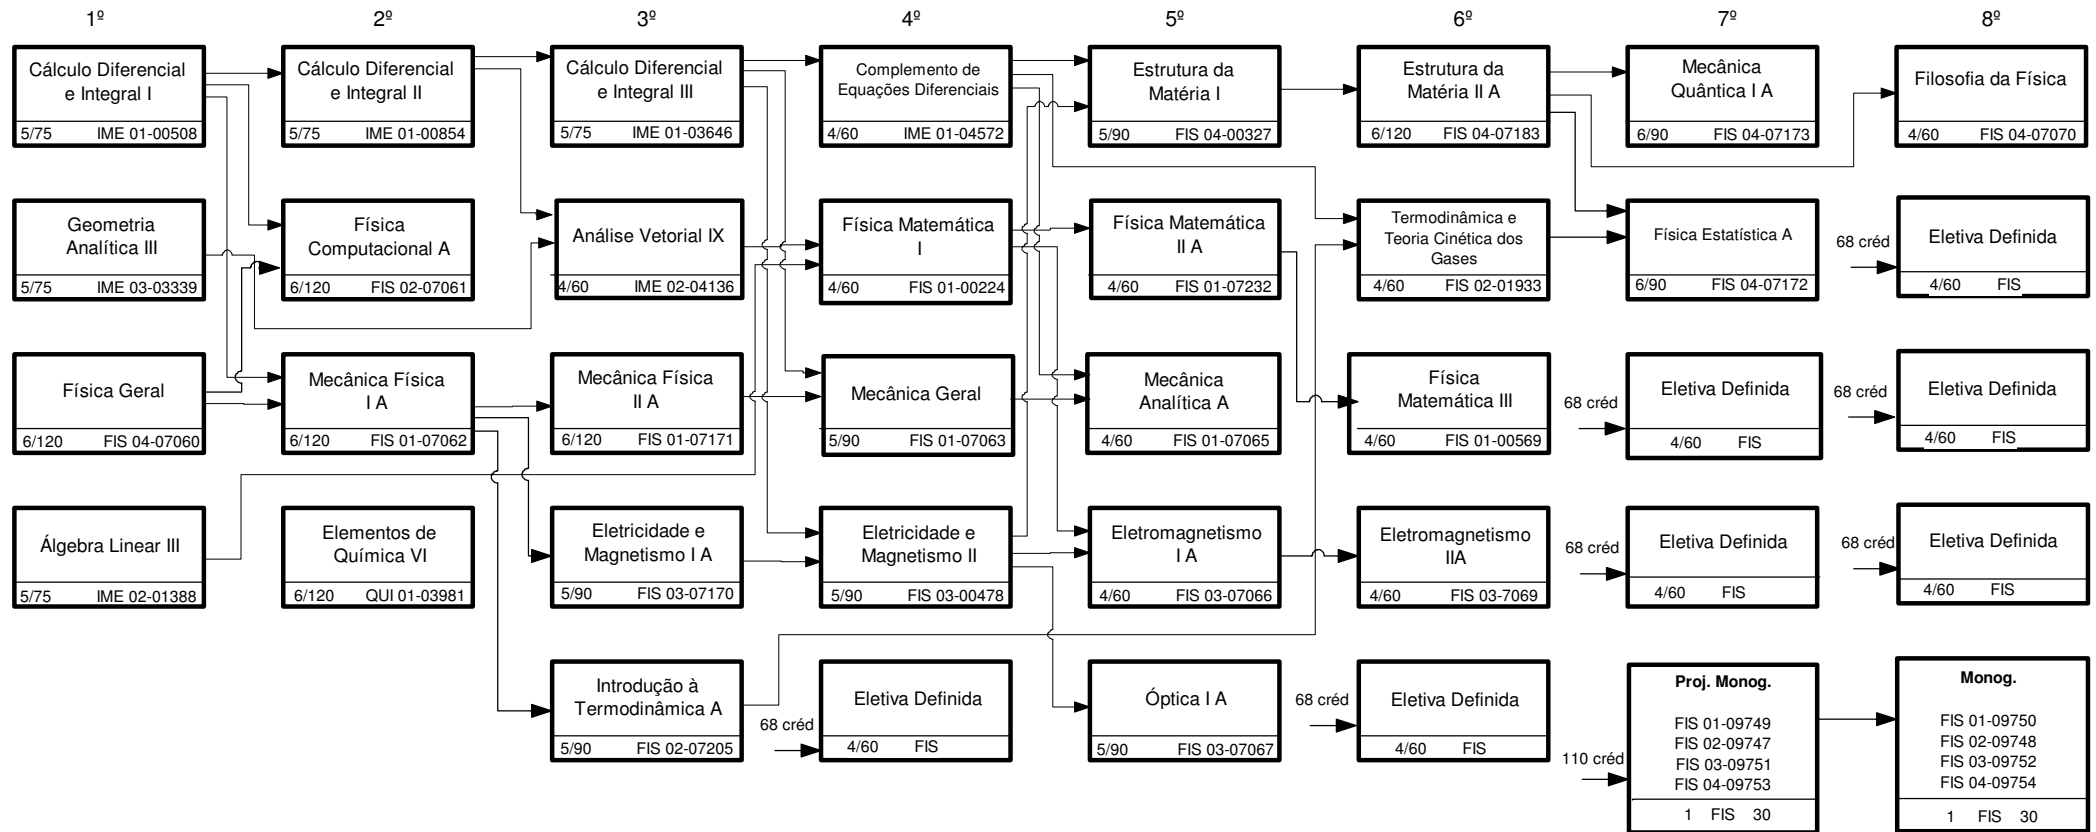 1º 2º 3º 4º 5º 6º 7º 8º
Cálculo Diferencial
e Integral I
5/75 IME 01-00508
Cálculo Diferencial
e Integral II
5/75 IME 01-00854
Cálculo Diferencial
e Integral III
5/75 IME 01-03646
Complemento de
Equações Diferenciais
4/60 IME 01-04572
Estrutura da
Matéria I
5/90 FIS 04-00327
Estrutura da
Matéria II A
6/120 FIS 04-07183
Mecânica
Quântica I A
6/90 FIS 04-07173
Filosofia da Física
4/60 FIS 04-07070
Geometria
Analítica III
5/75 IME 03-03339
Física
Computacional A
6/120 FIS 02-07061
Análise Vetorial IX
4/60 IME 02-04136
Física Matemática
I
4/60 FIS 01-00224
Física Matemática
II A
4/60 FIS 01-07232
Termodinâmica e
Teoria Cinética dos
Gases
4/60 FIS 02-01933
Física Estatística A
6/90 FIS 04-07172
68 créd
Eletiva Definida
4/60 FIS
Física Geral
6/120 FIS 04-07060
Mecânica Física
I A
6/120 FIS 01-07062
Mecânica Física
II A
6/120 FIS 01-07171
Mecânica Geral
5/90 FIS 01-07063
Mecânica
Analítica A
4/60 FIS 01-07065
Física
Matemática III
4/60 FIS 01-00569
68 créd
Eletiva Definida
4/60 FIS
68 créd
Eletiva Definida
4/60 FIS
Álgebra Linear III
5/75 IME 02-01388
Elementos de
Química VI
6/120 QUI 01-03981
Eletricidade e
Magnetismo I A
5/90 FIS 03-07170
Eletricidade e
Magnetismo II
5/90 FIS 03-00478
Eletromagnetismo
I A
4/60 FIS 03-07066
Eletromagnetismo
IIA
4/60 FIS 03-7069
68 créd
Eletiva Definida
4/60 FIS
68 créd
Eletiva Definida
4/60 FIS
Introdução à
Termodinâmica A
5/90 FIS 02-07205
68 créd
Eletiva Definida
4/60 FIS
Óptica I A
5/90 FIS 03-07067
68 créd
Eletiva Definida
4/60 FIS
110 créd
Proj. Monog.
FIS 01-09749
FIS 02-09747
FIS 03-09751
FIS 04-09753
1 FIS 30
Monog.
FIS 01-09750
FIS 02-09748
FIS 03-09752
FIS 04-09754
1 FIS 30